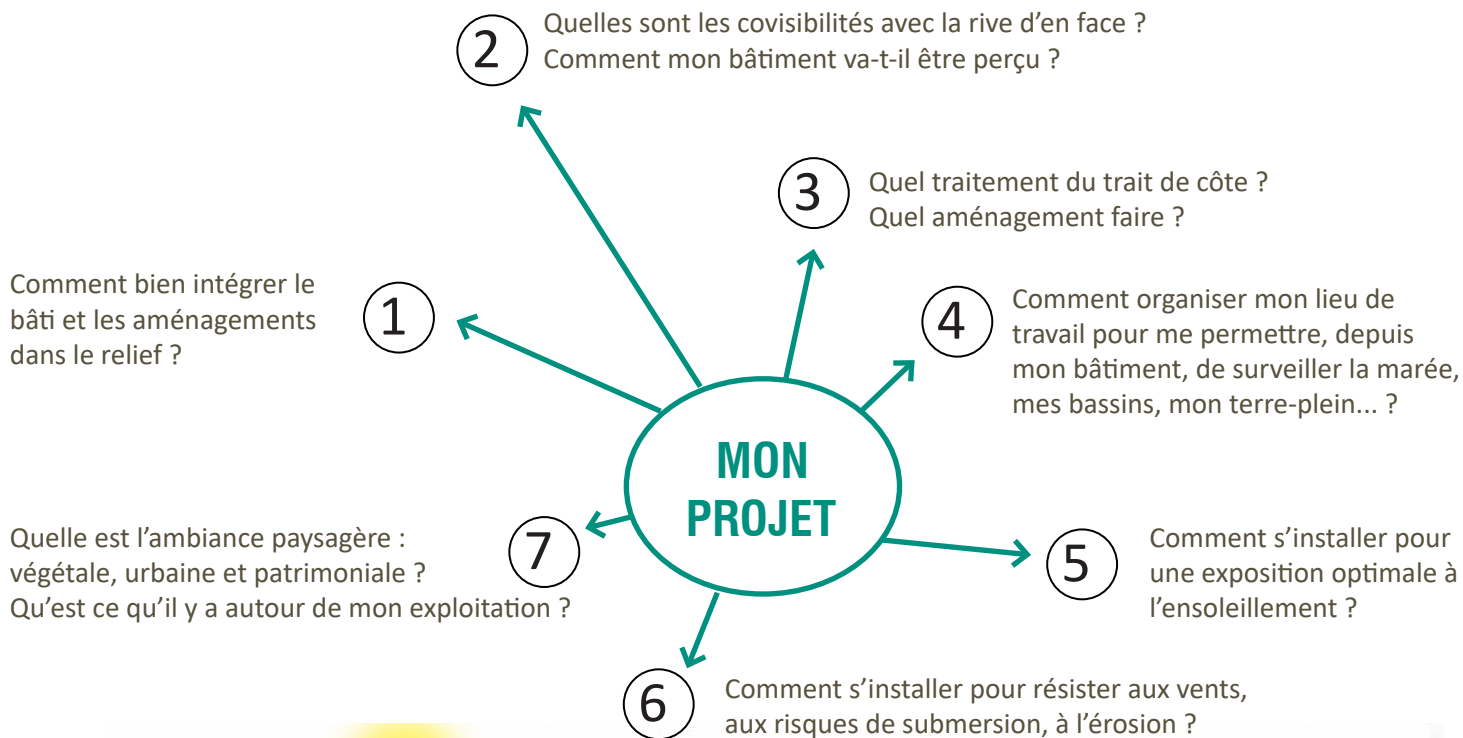 2
Quelles sont les covisibilités avec la rive d'en face ?
Comment mon bâtiment va-t-il être perçu ?
3
Quel traitement du trait de côte ?
Quel aménagement faire ?
1
Comment bien intégrer le
bâti et les aménagements
dans le relief ?
4
Comment organiser mon lieu de
travail pour me permettre, depuis
mon bâtiment, de surveiller la marée,
mes bassins, mon terre-plein... ?
MON
PROJET
7
Quelle est l’ambiance paysagère :
végétale, urbaine et patrimoniale ?
Qu’est ce qu’il y a autour de mon exploitation ?
5
Comment s’installer pour
une exposition optimale à
l’ensoleillement ?
6
Comment s’installer pour résister aux vents,
aux risques de submersion, à l’érosion ?